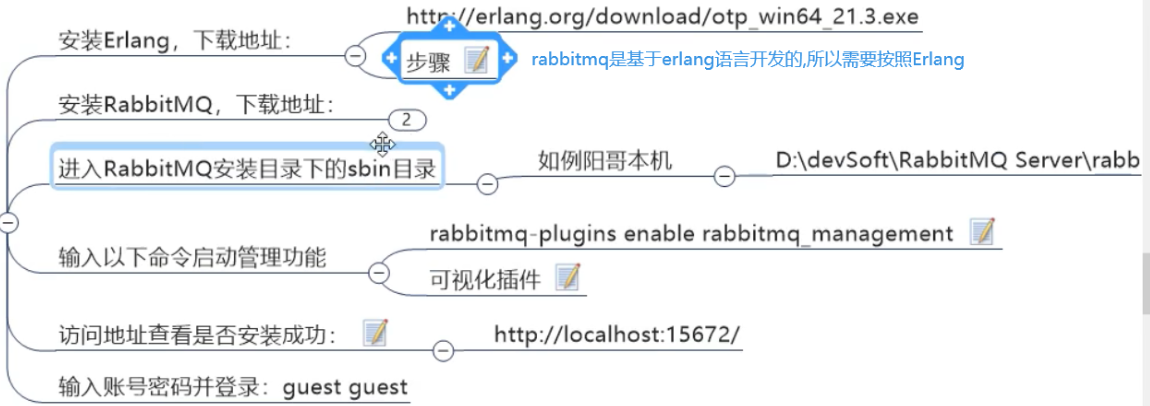 http://erlang.org/download/otp_win64_21.3.exe
安装Erlang，下载地址：
步骤
rabbitmq是基于erlang语言开发的,所以需要按照Erlang
安装RabbitMQ，下载地址：
2
进入RabbitMQ安装目录下的sbin目录
如例阳哥本机
D:\devSoft\RabbitMQ Server\rabb
输入以下命令启动管理功能
rabbitmq-plugins enable rabbitmq_management
可视化插件
访问地址查看是否安装成功：
http://localhost:15672/
输入账号密码并登录：guest guest